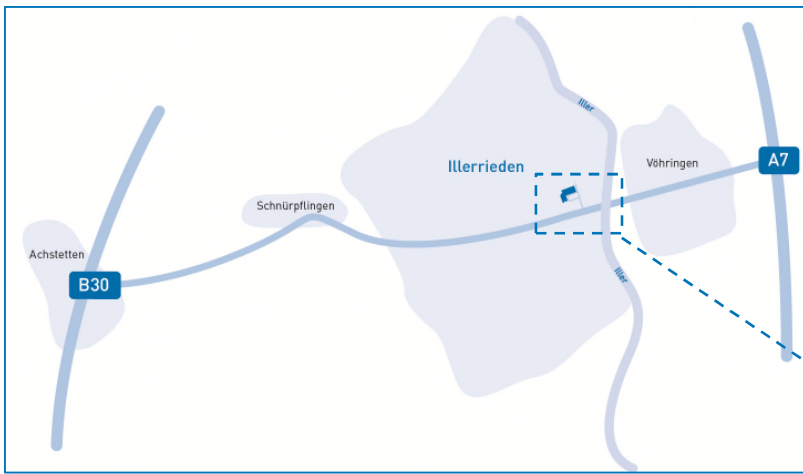 Iller
Illerrieden
Vöhringen
A7
Schnürpflingen
Achstetten
B30
Iller